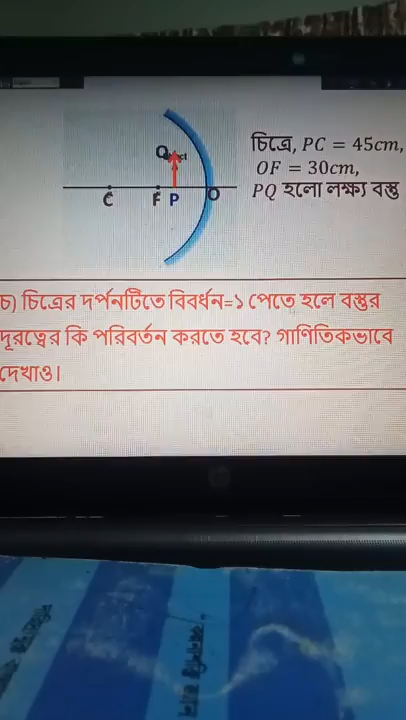 Q
C F P O
চিত্রে, PC = 45cm,
OF = 30cm,
PQ হলো লক্ষ্য বস্তু
চ) চিত্রের দর্পনটিতে বিবর্ধন=১ পেতে হলে বস্তুর
দূরত্বের কি পরিবর্তন করতে হবে? গাণিতিকভাবে
দেখাও।